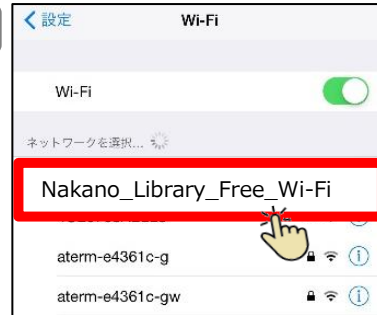 設定 Wi-Fi
Wi-Fi
ネットワークを選択...
Nakano_Library_Free_Wi-Fi
aterm-e4361c-g
aterm-e4361c-gw